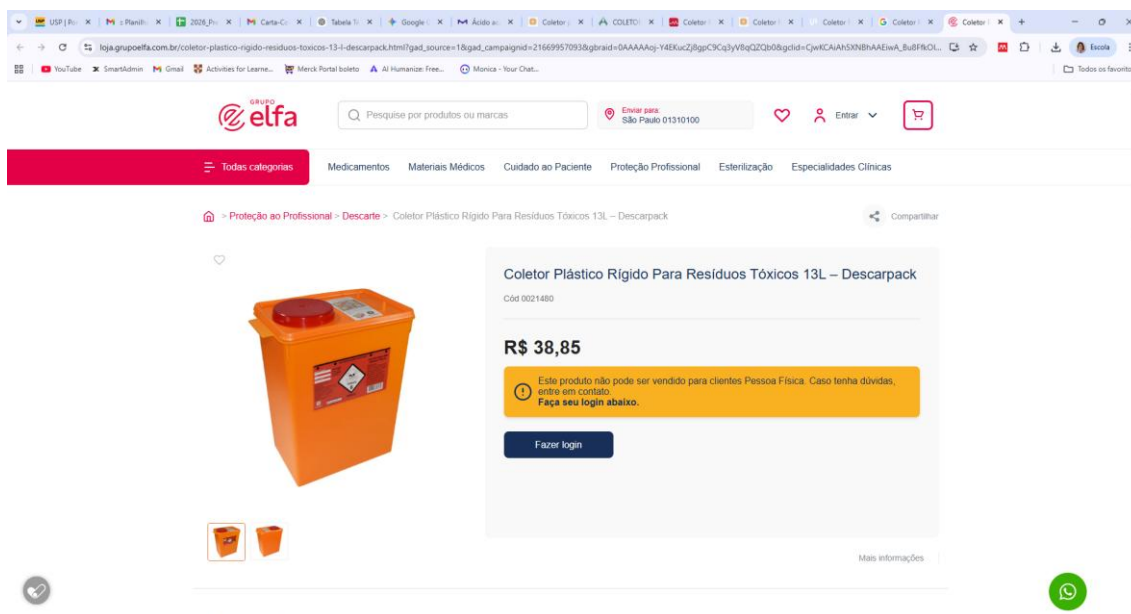 USP | Po
: Planilh
2026_Pr
Carta-Co
Tabela Ti
Google
Ácido a
Coletor
COLETO
Coletor
Coletor
Coletor
Coletor
Coletor
loja.grupoelfa.com.br/coletor-plastico-rigido-residuos-toxicos-13-l-descarpack.html?gad_source=1&gad_campaignid=21669957093&gbraid=
Escola
YouTube SmartAdmin Gmail Activities for Learne... Merck Portal boleto AI Humanize: Free... Monica - Your Chat...
Todos os favorito
GRUPO
elfa
Pesquise por produtos ou marcas
Enviar para:
São Paulo 01310100
Entrar
Todas categorias Medicamentos Materiais Médicos Cuidado ao Paciente Proteção Profissional Esterilização Especialidades Clínicas
> Proteção ao Profissional > Descarte > Coletor Plástico Rígido Para Resíduos Tóxicos 13L – Descarpack
Compartilhar
Coletor Plástico Rígido Para Resíduos Tóxicos 13L – Descarpack
Cód 0021480
R$ 38,85
Este produto não pode ser vendido para clientes Pessoa Física. Caso tenha dúvidas,
entre em contato.
Faça seu login abaixo.
Fazer login
Mais informações